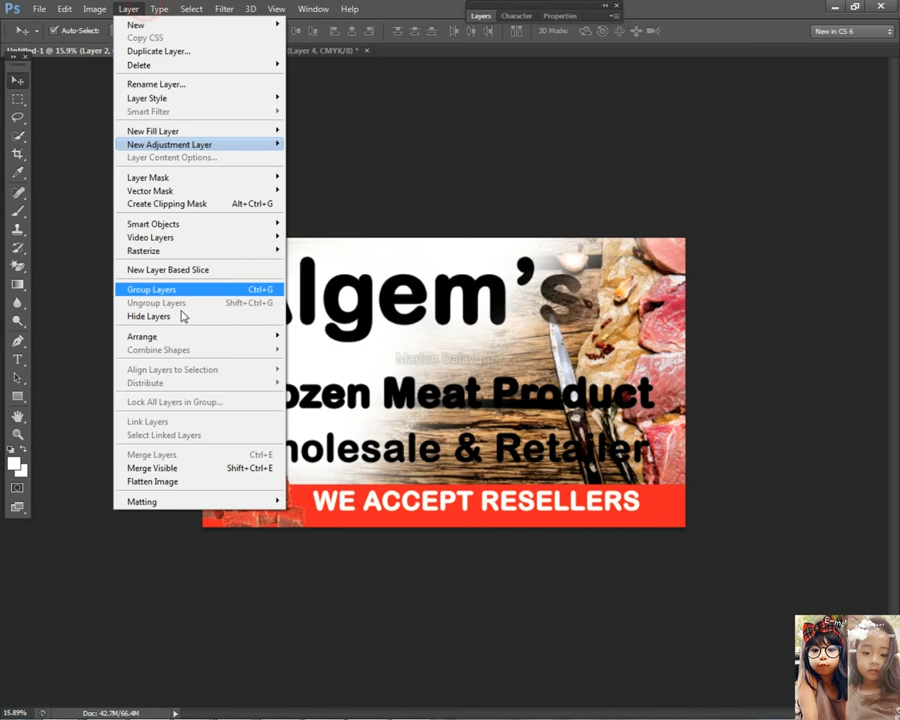 Ps File Edit Image Layer Type Select Filter 3D View Window Help
Layers Character Properties
Auto-Select: 3D Mode: New in CS 6
Untitled-1 @ 15.9% (Layer 2, Layer 4, CMYK/8) * ×
New
Copy CSS
Duplicate Layer...
Delete
Rename Layer...
Layer Style
Smart Filter
New Fill Layer
New Adjustment Layer
Layer Content Options...
Layer Mask
Vector Mask
Create Clipping Mask Alt+Ctrl+G
Smart Objects
Video Layers
Rasterize
New Layer Based Slice
Group Layers Ctrl+G
Ungroup Layers Shift+Ctrl+G
Hide Layers
Arrange
Combine Shapes
Align Layers to Selection
Distribute
Lock All Layers in Group...
Link Layers
Select Linked Layers
Merge Layers Ctrl+E
Merge Visible Shift+Ctrl+E
Flatten Image
Matting
lgem's
ozen Meat Product
holesale & Retailer
WE ACCEPT RESELLERS
15.89% Doc: 42.7M/66.4M